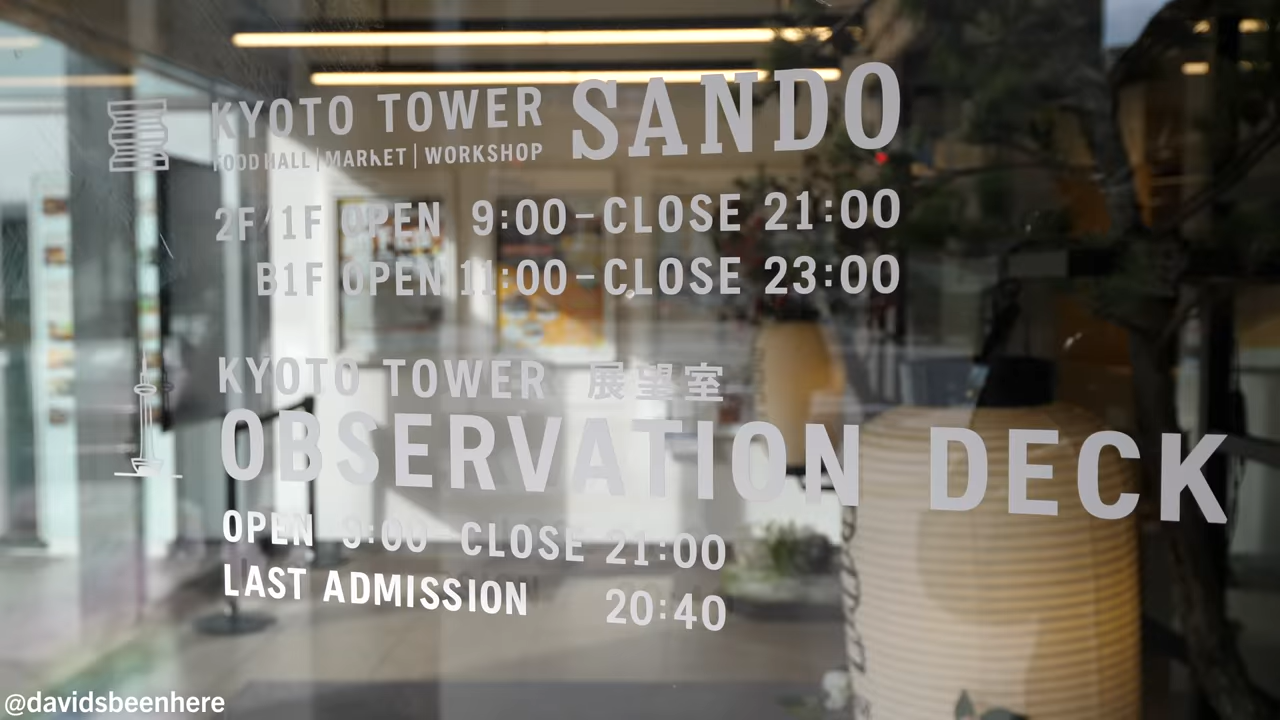 KYOTO TOWER SANDO
FOOD HALL | MARKET | WORKSHOP
2F/1F OPEN 9:00-CLOSE 21:00
B1F OPEN 11:00-CLOSE 23:00
KYOTO TOWER 展望室
OBSERVATION DECK
OPEN 9:00 CLOSE 21:00
LAST ADMISSION 20:40
@davidsbeenhere